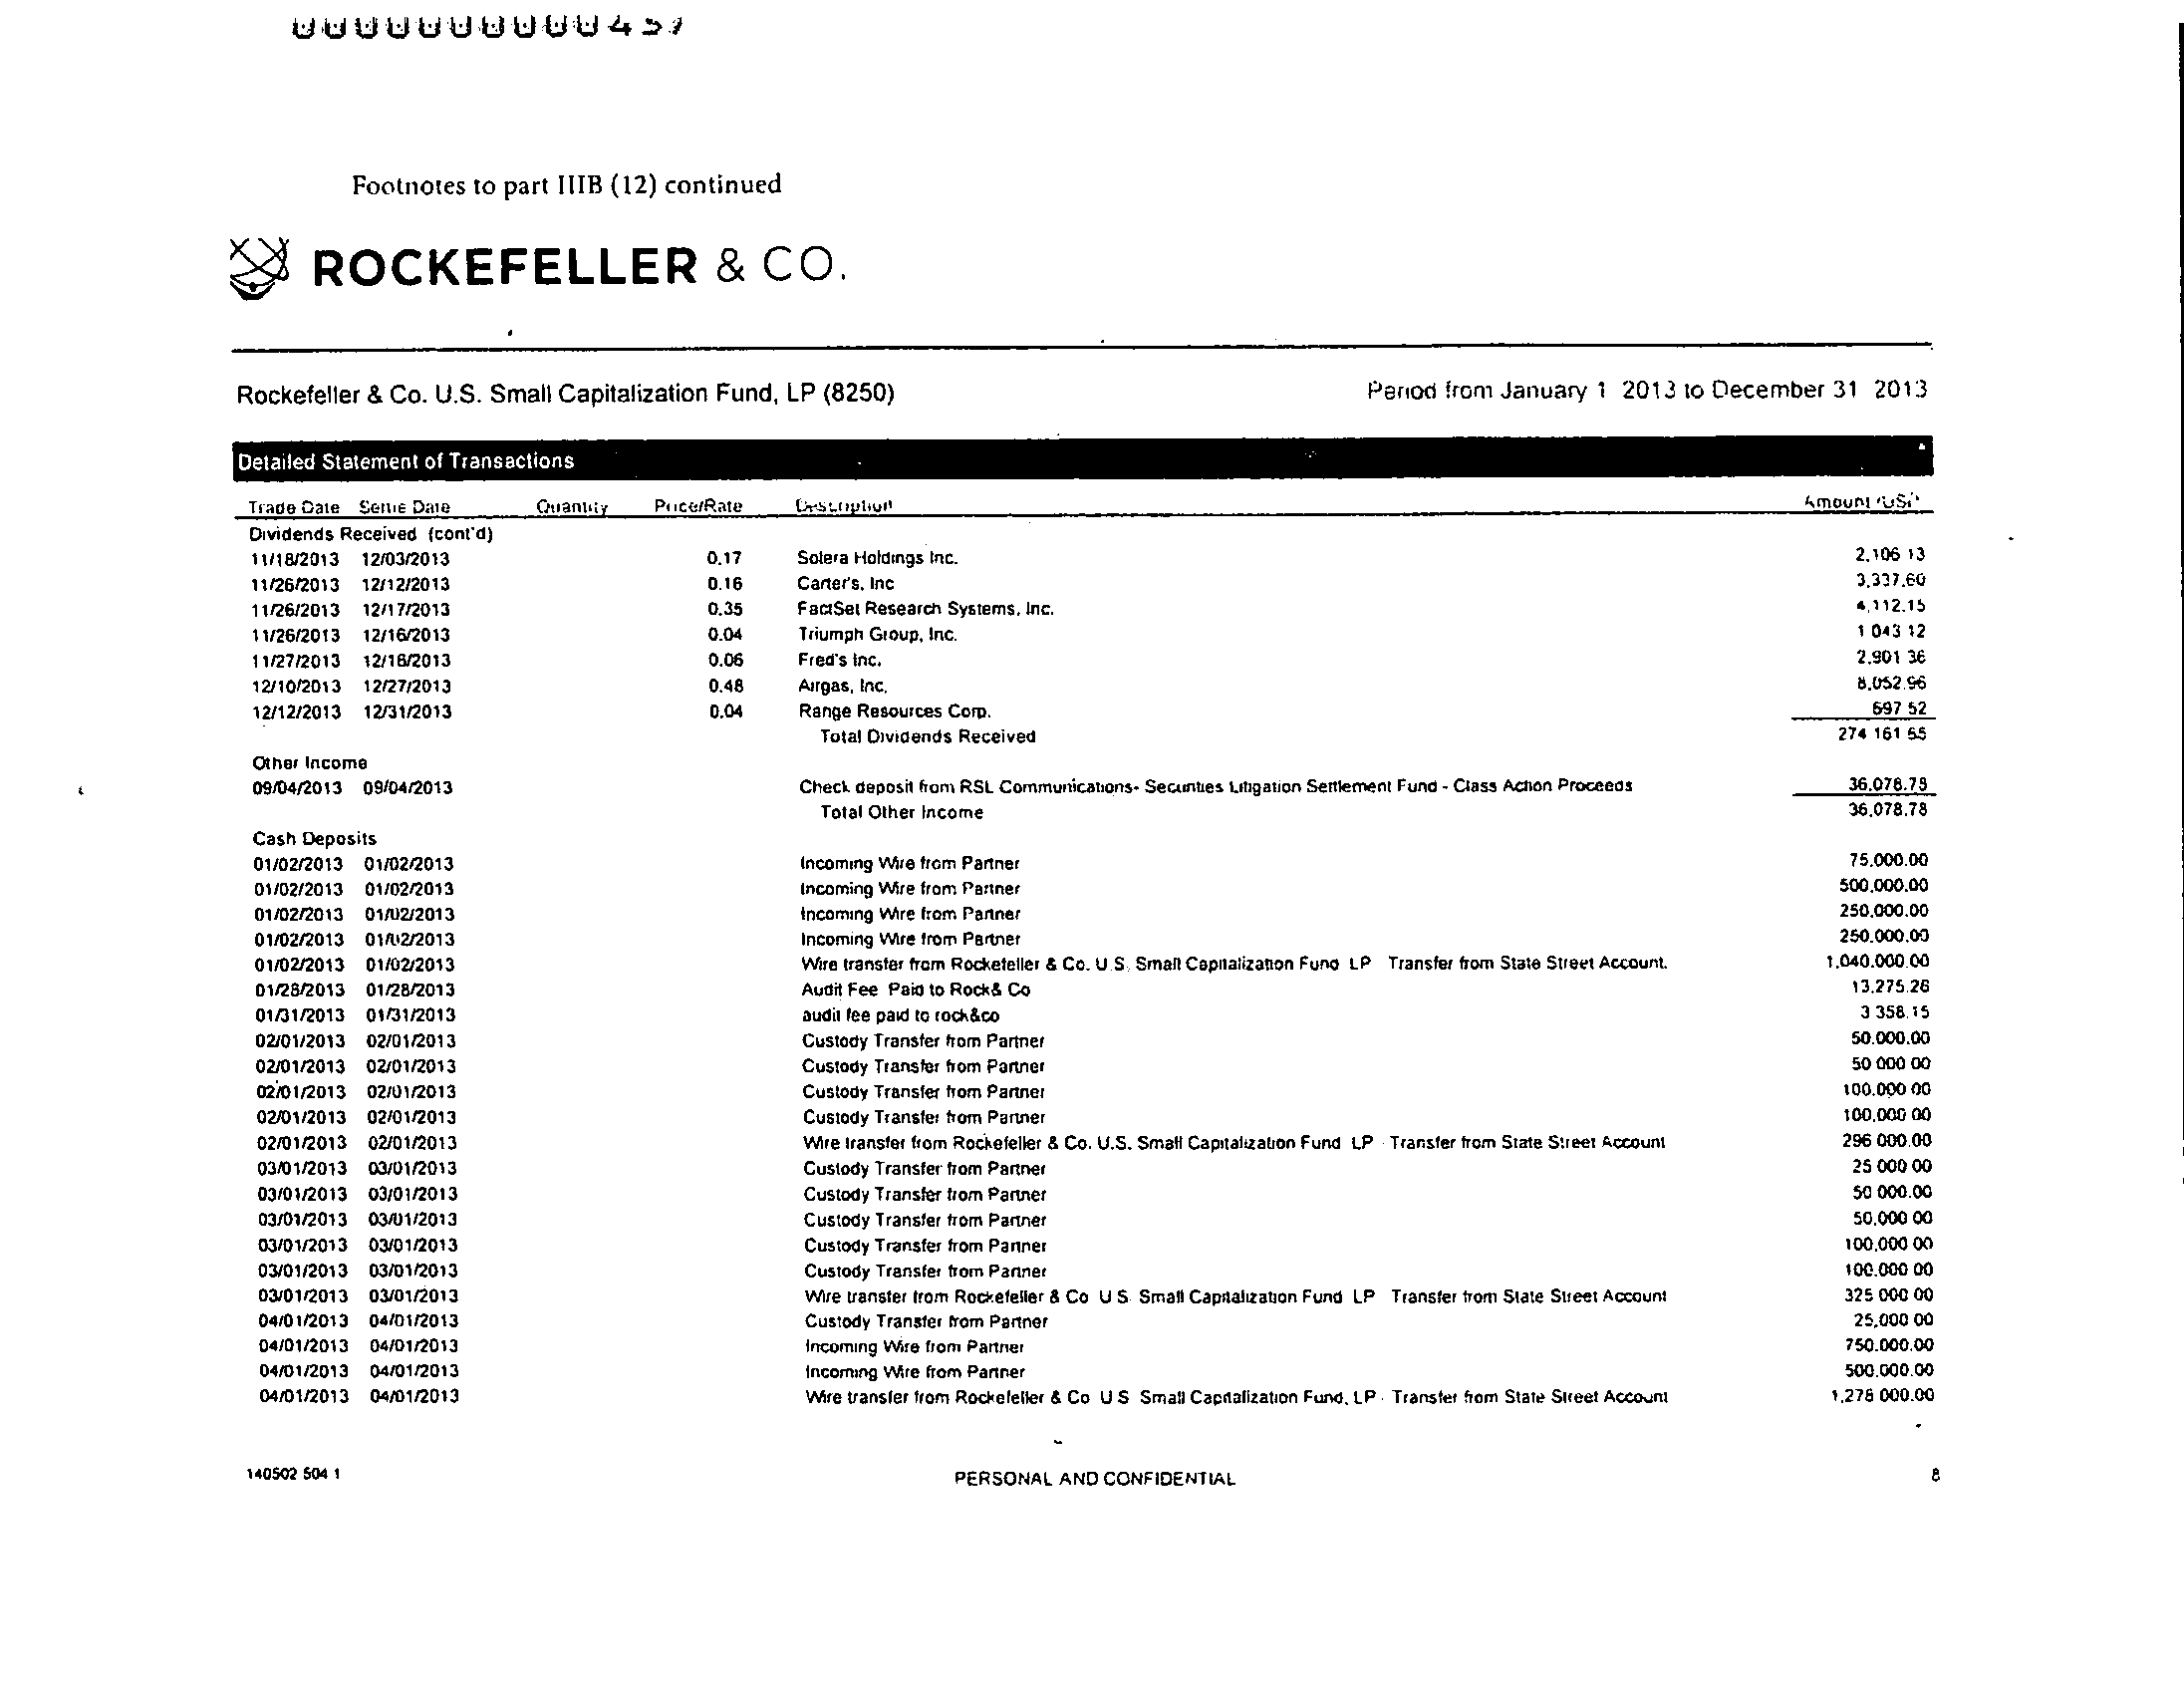 Footnotes to part IIIB (12) continued
ROCKEFELLER & CO.
Rockefeller & Co. U.S. Small Capitalization Fund, LP (8250) Period from January 1 2013 to December 31 2013
Detailed Statement of Transactions
Trade Date Settle Date Quantity Price/Rate Description Amount
Dividends Received (cont'd)
11/18/2013 12/03/2013 0.17 Solera Holdings Inc. 2,106 13
11/26/2013 12/12/2013 0.16 Carter's, Inc 3,337.60
11/26/2013 12/17/2013 0.35 FactSet Research Systems, Inc. 4,112.15
11/26/2013 12/16/2013 0.04 Triumph Group, Inc. 1 043 12
11/27/2013 12/18/2013 0.06 Fred's Inc. 2,901 36
12/10/2013 12/27/2013 0.48 Airgas, Inc. 8,052.96
12/12/2013 12/31/2013 0.04 Range Resources Corp. 697 52
Total Dividends Received 274 161 55
Other Income
09/04/2013 09/04/2013 Check deposit from RSL Communications- Securities Litigation Settlement Fund - Class Action Proceeds 36,078.78
Total Other Income 36,078.78
Cash Deposits
01/02/2013 01/02/2013 Incoming Wire from Partner 75,000.00
01/02/2013 01/02/2013 Incoming Wire from Partner 500,000.00
01/02/2013 01/02/2013 Incoming Wire from Partner 250,000.00
01/02/2013 01/02/2013 Incoming Wire from Partner 250,000.00
01/02/2013 01/02/2013 Wire transfer from Rockefeller & Co. U.S. Small Capitalization Fund LP Transfer from State Street Account. 1,040,000.00
01/28/2013 01/28/2013 Audit Fee Paid to Rock& Co 13,275.26
01/31/2013 01/31/2013 audit fee paid to rock&co 3 358.15
02/01/2013 02/01/2013 Custody Transfer from Partner 50,000.00
02/01/2013 02/01/2013 Custody Transfer from Partner 50 000 00
02/01/2013 02/01/2013 Custody Transfer from Partner 100,000 00
02/01/2013 02/01/2013 Custody Transfer from Partner 100,000 00
02/01/2013 02/01/2013 Wire transfer from Rockefeller & Co. U.S. Small Capitalization Fund LP - Transfer from State Street Account 296 000.00
03/01/2013 03/01/2013 Custody Transfer from Partner 25 000 00
03/01/2013 03/01/2013 Custody Transfer from Partner 50 000.00
03/01/2013 03/01/2013 Custody Transfer from Partner 50,000 00
03/01/2013 03/01/2013 Custody Transfer from Partner 100,000 00
03/01/2013 03/01/2013 Custody Transfer from Partner 100,000 00
03/01/2013 03/01/2013 Wire transfer from Rockefeller & Co U S Small Capitalization Fund LP Transfer from State Street Account 325 000 00
04/01/2013 04/01/2013 Custody Transfer from Partner 25,000 00
04/01/2013 04/01/2013 Incoming Wire from Partner 750,000.00
04/01/2013 04/01/2013 Incoming Wire from Partner 500,000.00
04/01/2013 04/01/2013 Wire transfer from Rockefeller & Co U S Small Capitalization Fund, LP - Transfer from State Street Account 1,278 000.00
140502 504 1 PERSONAL AND CONFIDENTIAL 8